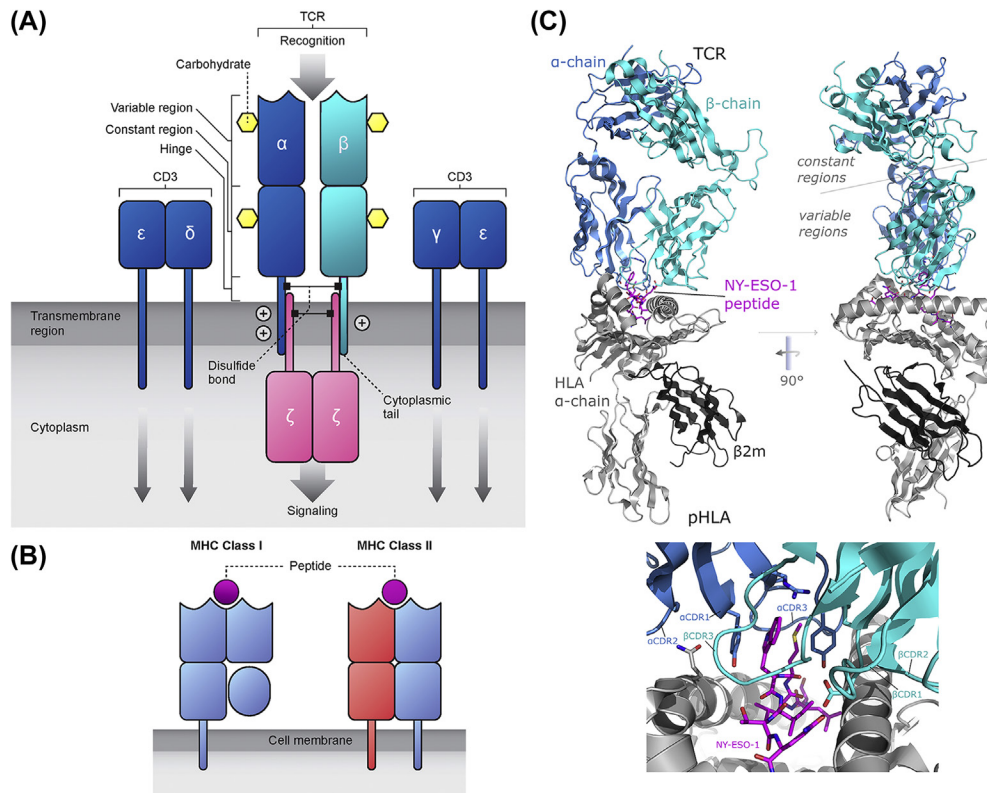 (A)
TCR
Recognition
Carbohydrate
Variable region
Constant region
Hinge
α
β
CD3
CD3
ε
δ
γ
ε
Transmembrane
region
+
+
+
Disulfide
bond
Cytoplasmic
tail
ζ
ζ
Cytoplasm
Signaling
(B)
MHC Class I
MHC Class II
Peptide
Cell membrane
(C)
TCR
α-chain
β-chain
constant
regions
variable
regions
NY-ESO-1
peptide
HLA
α-chain
90°
β2m
pHLA
αCDR1
αCDR3
αCDR2
βCDR3
βCDR2
βCDR1
NY-ESO-1